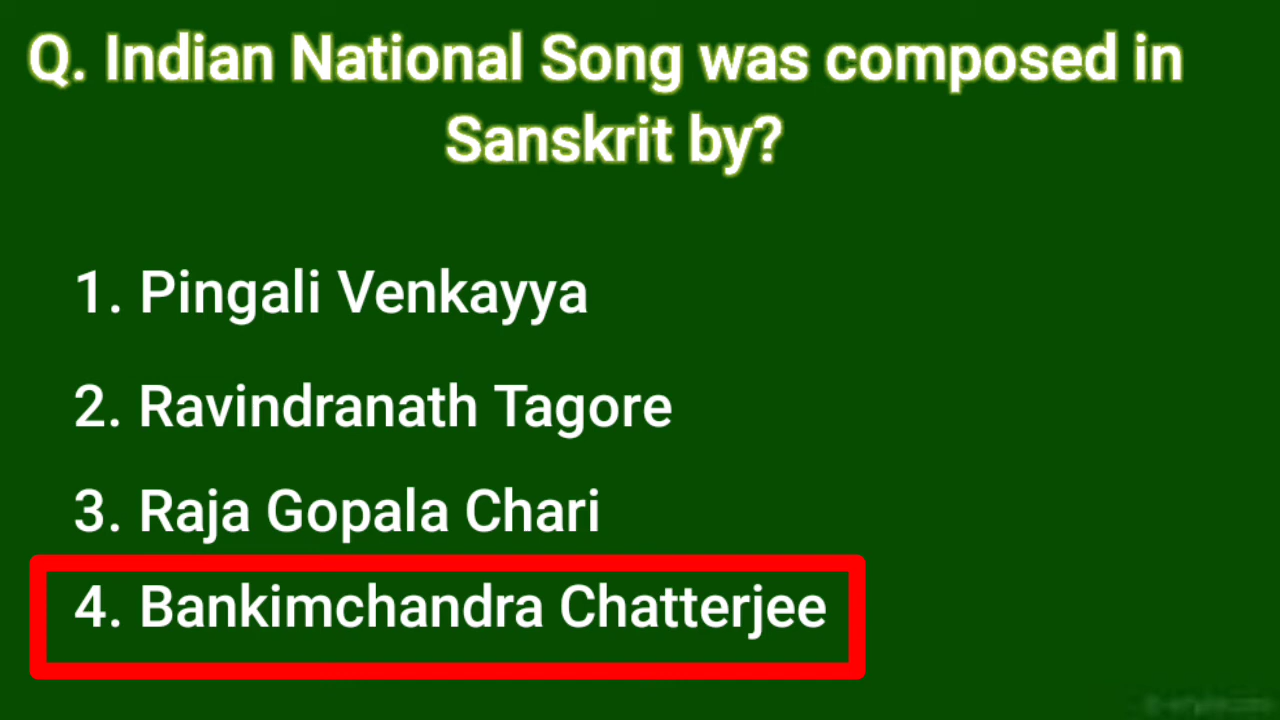 Q. Indian National Song was composed in
Sanskrit by?
1. Pingali Venkayya
2. Ravindranath Tagore
3. Raja Gopala Chari
4. Bankimchandra Chatterjee